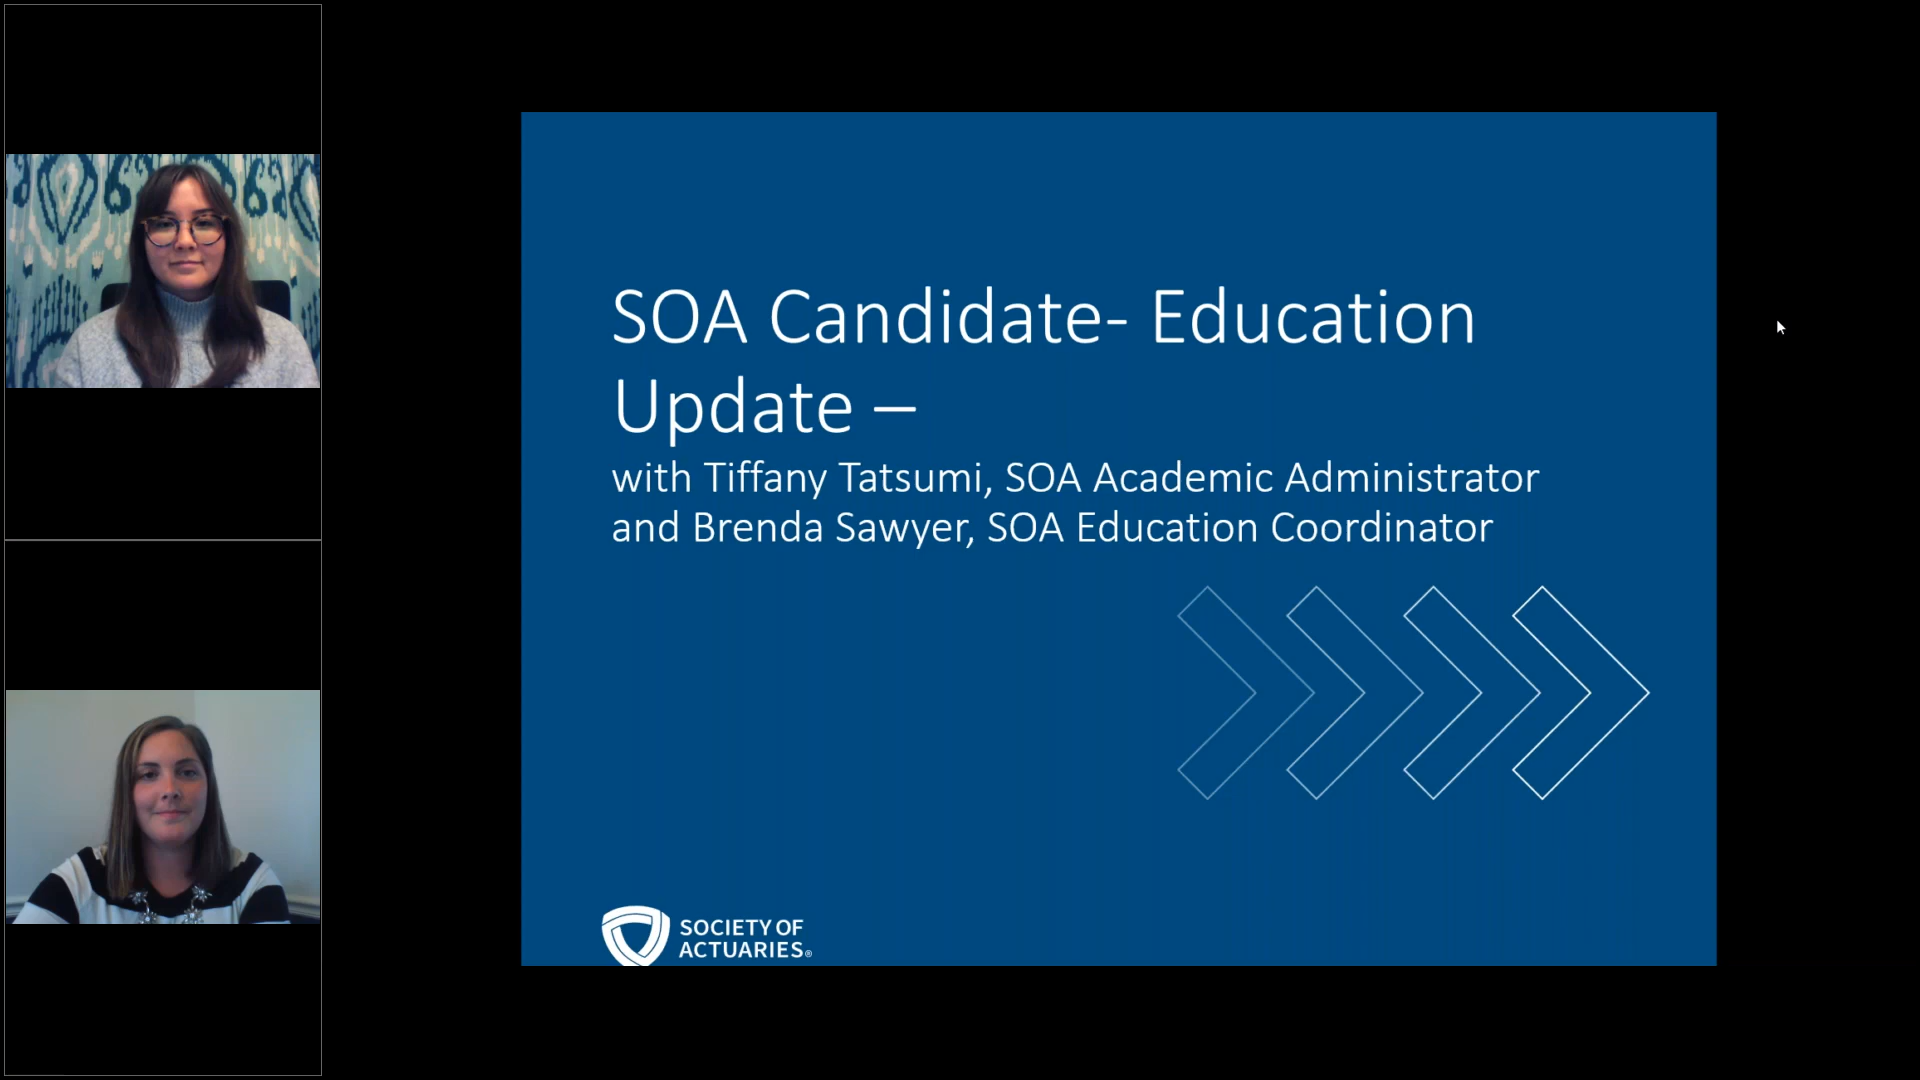 SOA Candidate- Education
Update –
with Tiffany Tatsumi, SOA Academic Administrator
and Brenda Sawyer, SOA Education Coordinator
SOCIETY OF
ACTUARIES®